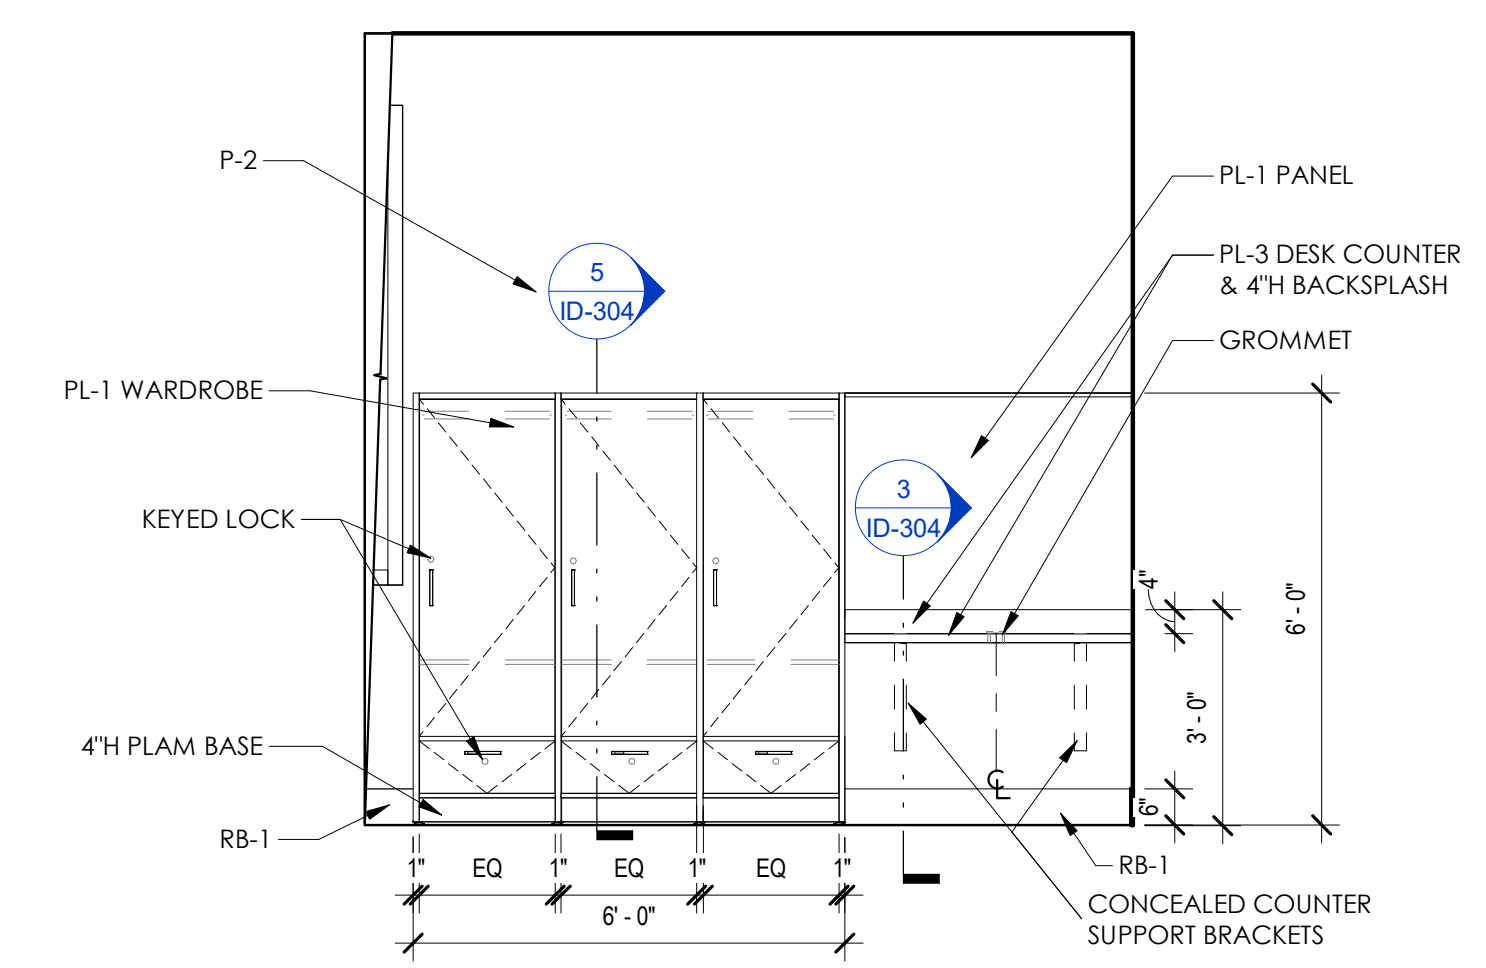 P-2
PL-1 PANEL
PL-3 DESK COUNTER
& 4"H BACKSPLASH
5
ID-304
GROMMET
PL-1 WARDROBE
3
ID-304
KEYED LOCK
4"
6' - 0"
3' - 0"
4"H PLAM BASE
CL
6"
RB-1
RB-1
1"
EQ
1"
EQ
1"
EQ
1"
6' - 0"
CONCEALED COUNTER
SUPPORT BRACKETS